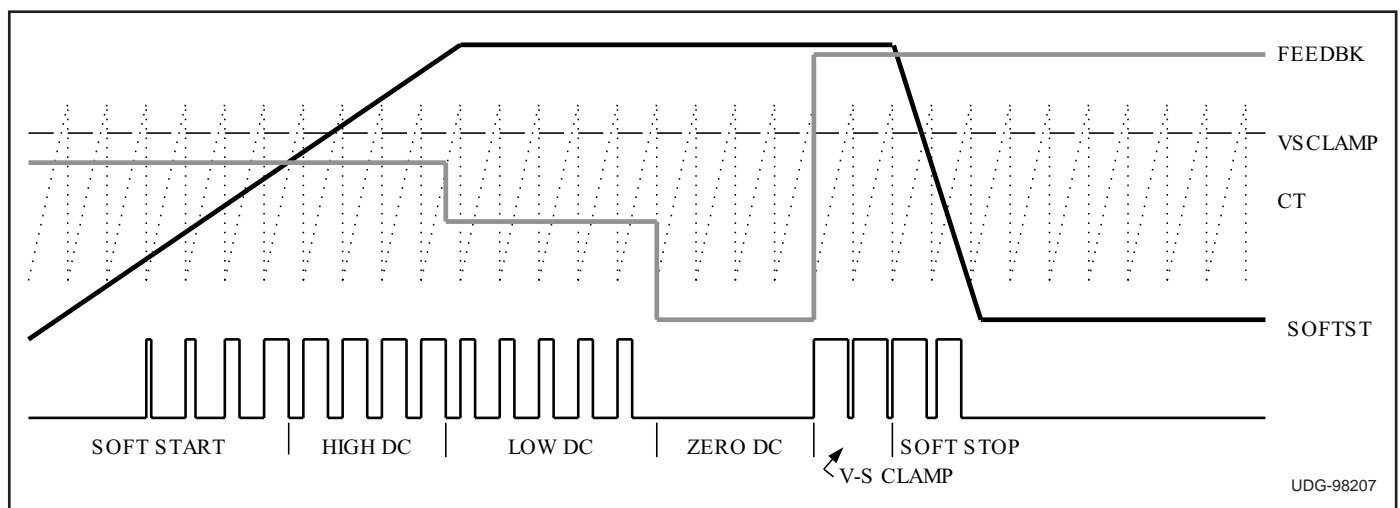 FEEDBK
VSCLAMP
CT
SOFTST
SOFT START
HIGH DC
LOW DC
ZERO DC
SOFT STOP
V-S CLAMP
UDG-98207